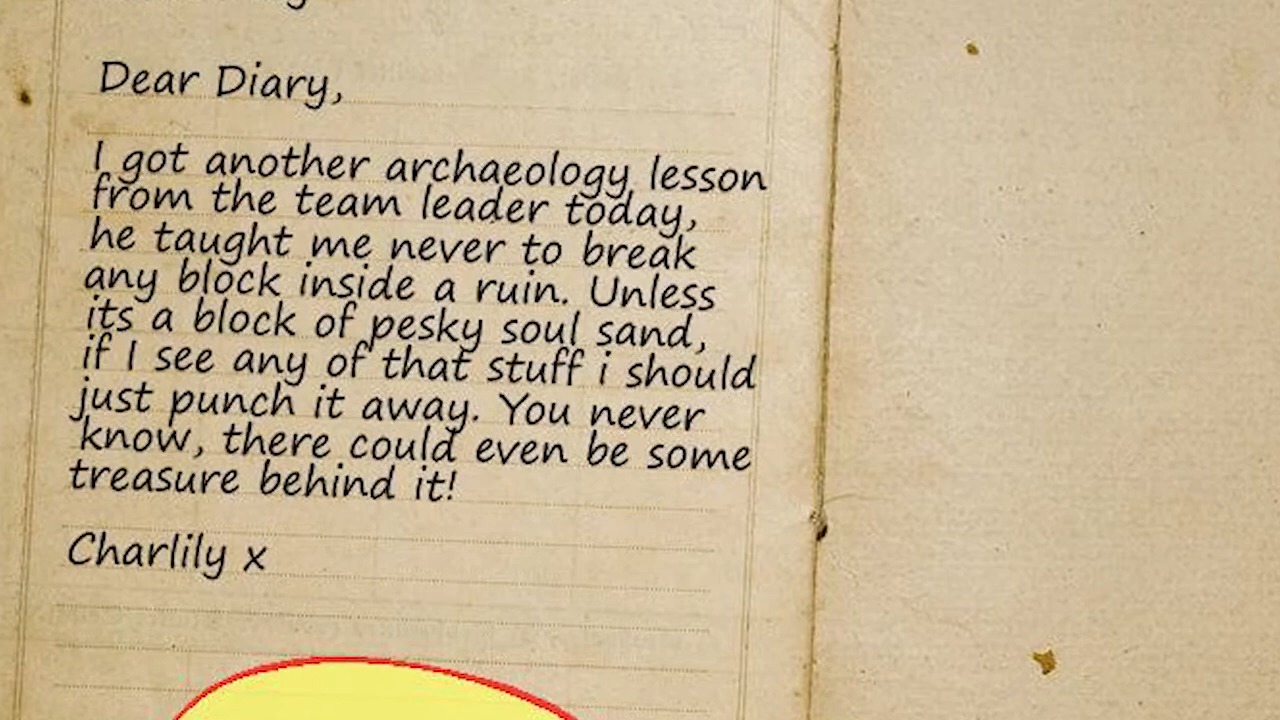 Dear Diary,
I got another archaeology lesson
from the team leader today,
he taught me never to break
any block inside a ruin. Unless
its a block of pesky soul sand,
if I see any of that stuff i should
just punch it away. You never
know, there could even be some
treasure behind it!
Charlily x